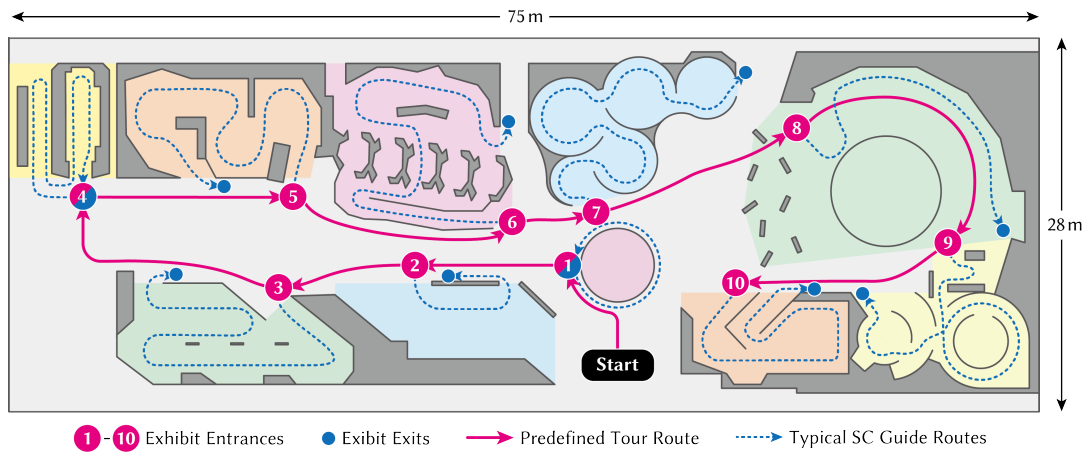 75 m
4
5
6
7
8
9
28 m
1
2
3
10
Start
1 - 10 Exhibit Entrances
Exibit Exits
Predefined Tour Route
Typical SC Guide Routes